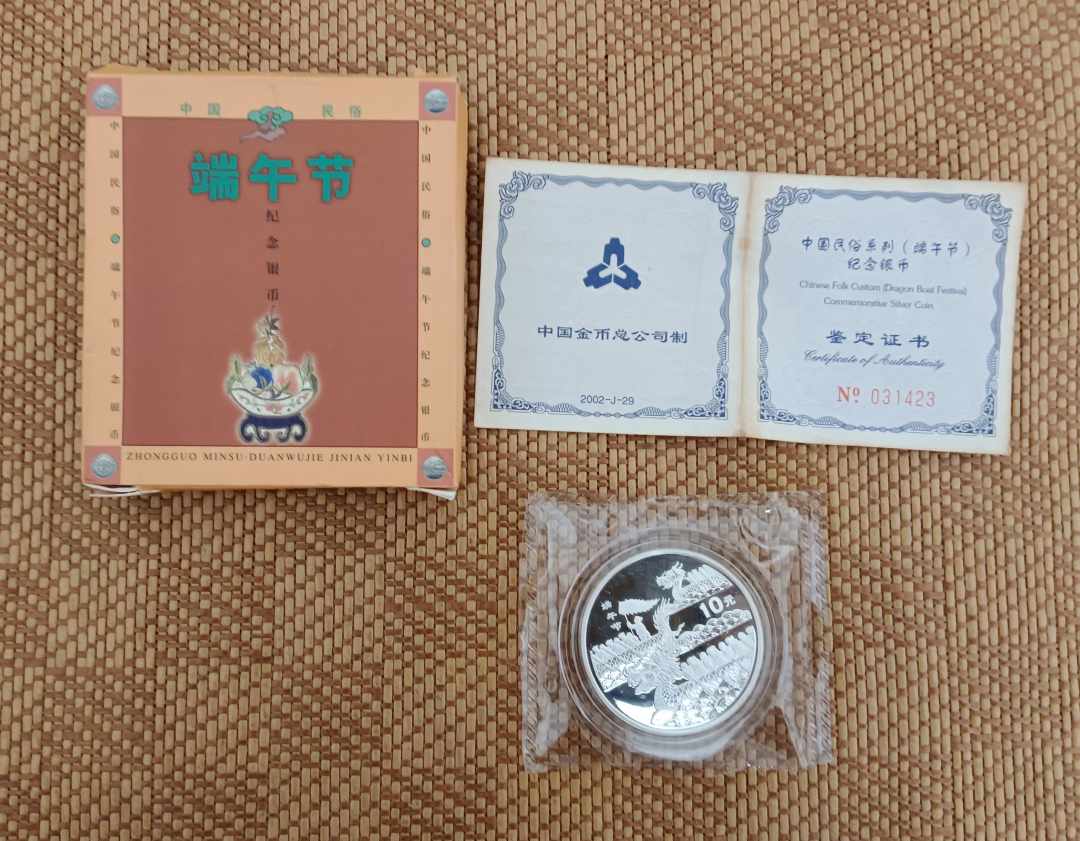 中国 民俗
端午节
纪念银币
中国民俗●端午节纪念银币
中国民俗●端午节纪念银币
ZHONGGUO MINSU·DUANWUJIE JINIAN YINBI
中国金币总公司制
2002-J-29
中国民俗系列(端午节)
纪念银币
Chinese Folk Custom (Dragon Boat Festival)
Commemorative Silver Coin
鉴定证书
Certificate of Authenticity
Nº 031423
端午节
10元